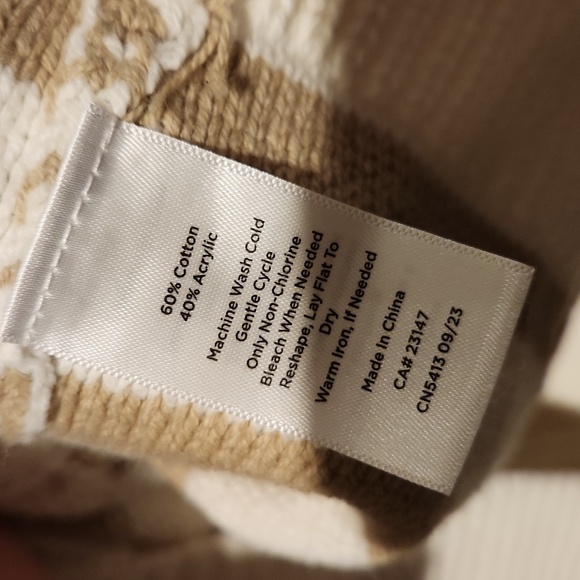 60% Cotton
40% Acrylic
Machine Wash Cold
Gentle Cycle
Only Non-Chlorine
Bleach When Needed
Reshape, Lay Flat To
Dry
Warm Iron, If Needed
Made In China
CA# 23147
CN5413 09/23